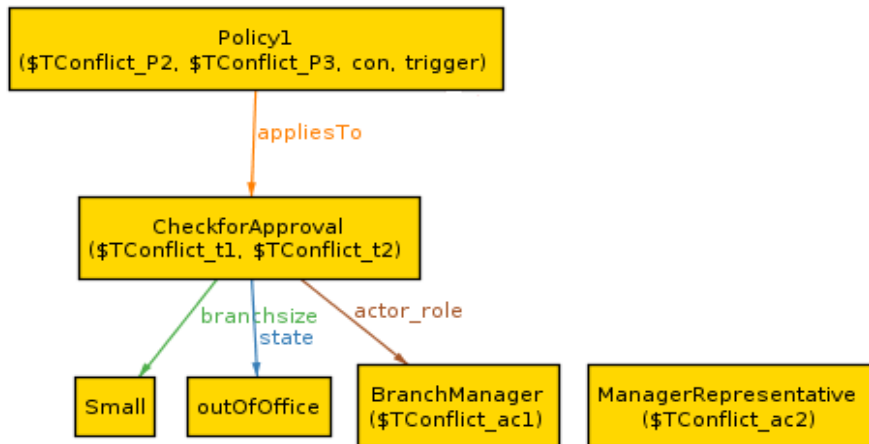 Policy1
($TConflict_P2, $TConflict_P3, con, trigger)
appliesTo
CheckforApproval
($TConflict_t1, $TConflict_t2)
branchsize
actor_role
state
Small
outOfOffice
BranchManager
($TConflict_ac1)
ManagerRepresentative
($TConflict_ac2)